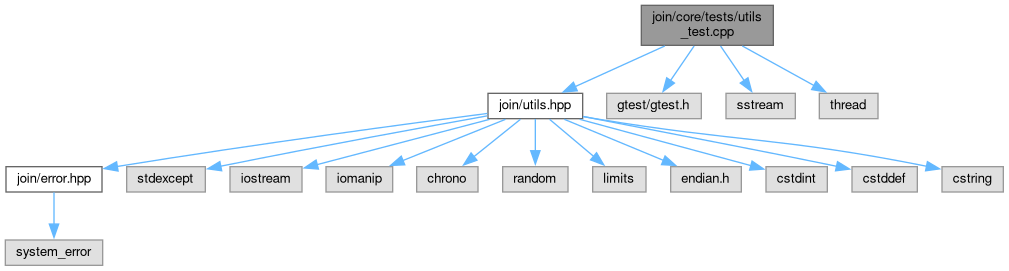 join/core/tests/utils
_test.cpp
join/utils.hpp
gtest/gtest.h
sstream
thread
join/error.hpp
stdexcept
iostream
iomanip
chrono
random
limits
endian.h
cstdint
cstddef
cstring
system_error